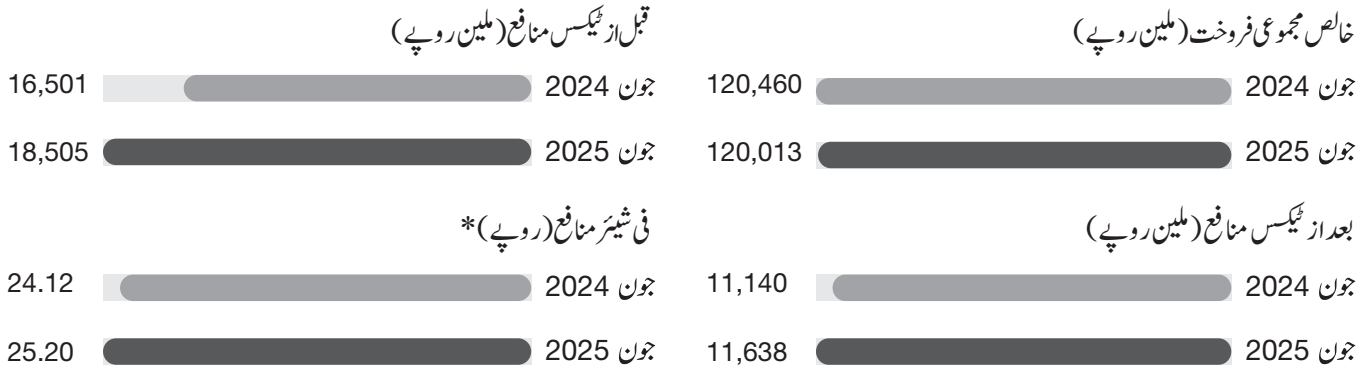 خالص مجموعی فروخت (ملین روپے)
جون 2024 120,460
جون 2025 120,013
قبل از ٹیکس منافع (ملین روپے)
جون 2024 16,501
جون 2025 18,505
بعد از ٹیکس منافع (ملین روپے)
جون 2024 11,140
جون 2025 11,638
فی شیئر منافع (روپے)*
جون 2024 24.12
جون 2025 25.20